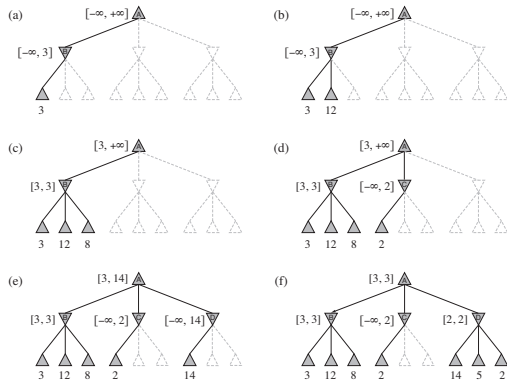 (a) [–∞, +∞] A
[–∞, 3] B
3
(b) [–∞, +∞] A
[–∞, 3] B
3 12
(c) [3, +∞] A
[3, 3] B
3 12 8
(d) [3, +∞] A
[3, 3] B [–∞, 2] C
3 12 8 2
(e) [3, 14] A
[3, 3] B [–∞, 2] C [–∞, 14] D
3 12 8 2 14
(f) [3, 3] A
[3, 3] B [–∞, 2] C [2, 2] D
3 12 8 2 14 5 2